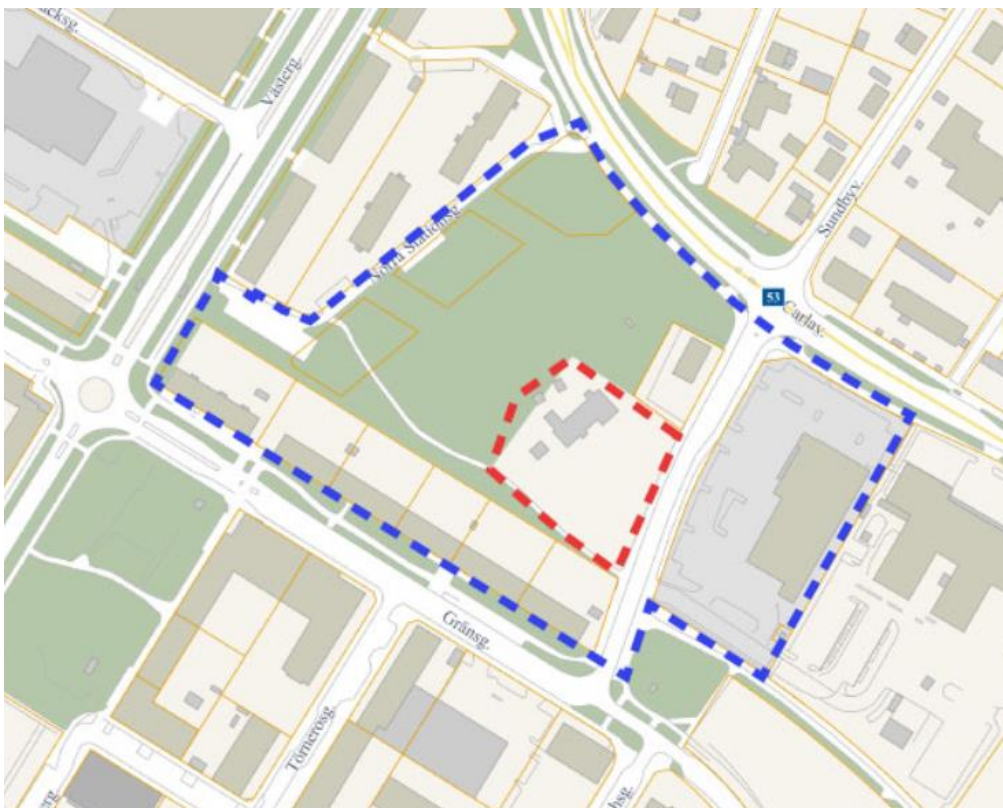 Västerg.
Norra Stationsg.
Sundbyv.
53
Carlav.
Gränsg.
Törnerosg.